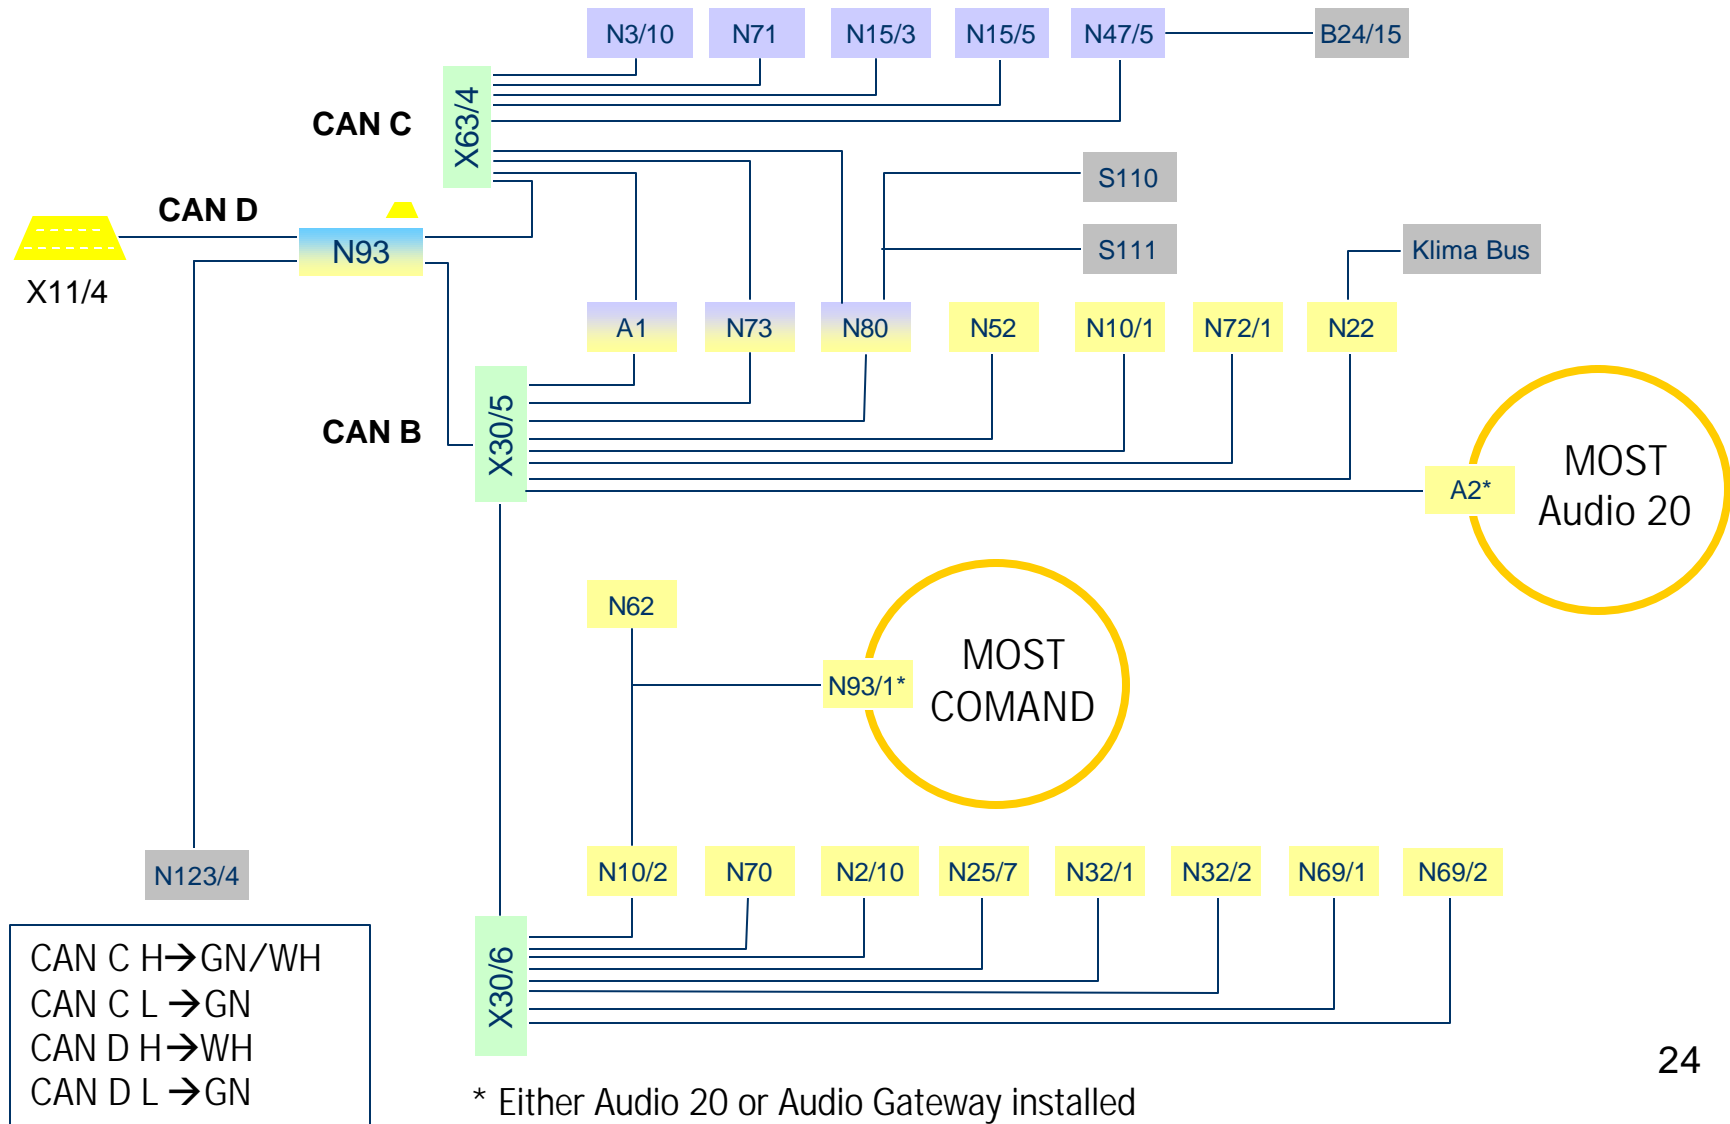 N3/10
N71
N15/3
N15/5
N47/5
B24/15
X63/4
CAN C
S110
CAN D
N93
S111
Klima Bus
X11/4
A1
N73
N80
N52
N10/1
N72/1
N22
X30/5
CAN B
MOST
Audio 20
A2*
N62
MOST
COMAND
N93/1*
N123/4
N10/2
N70
N2/10
N25/7
N32/1
N32/2
N69/1
N69/2
X30/6
CAN C H→GN/WH
CAN C L →GN
CAN D H→WH
CAN D L →GN
24
* Either Audio 20 or Audio Gateway installed